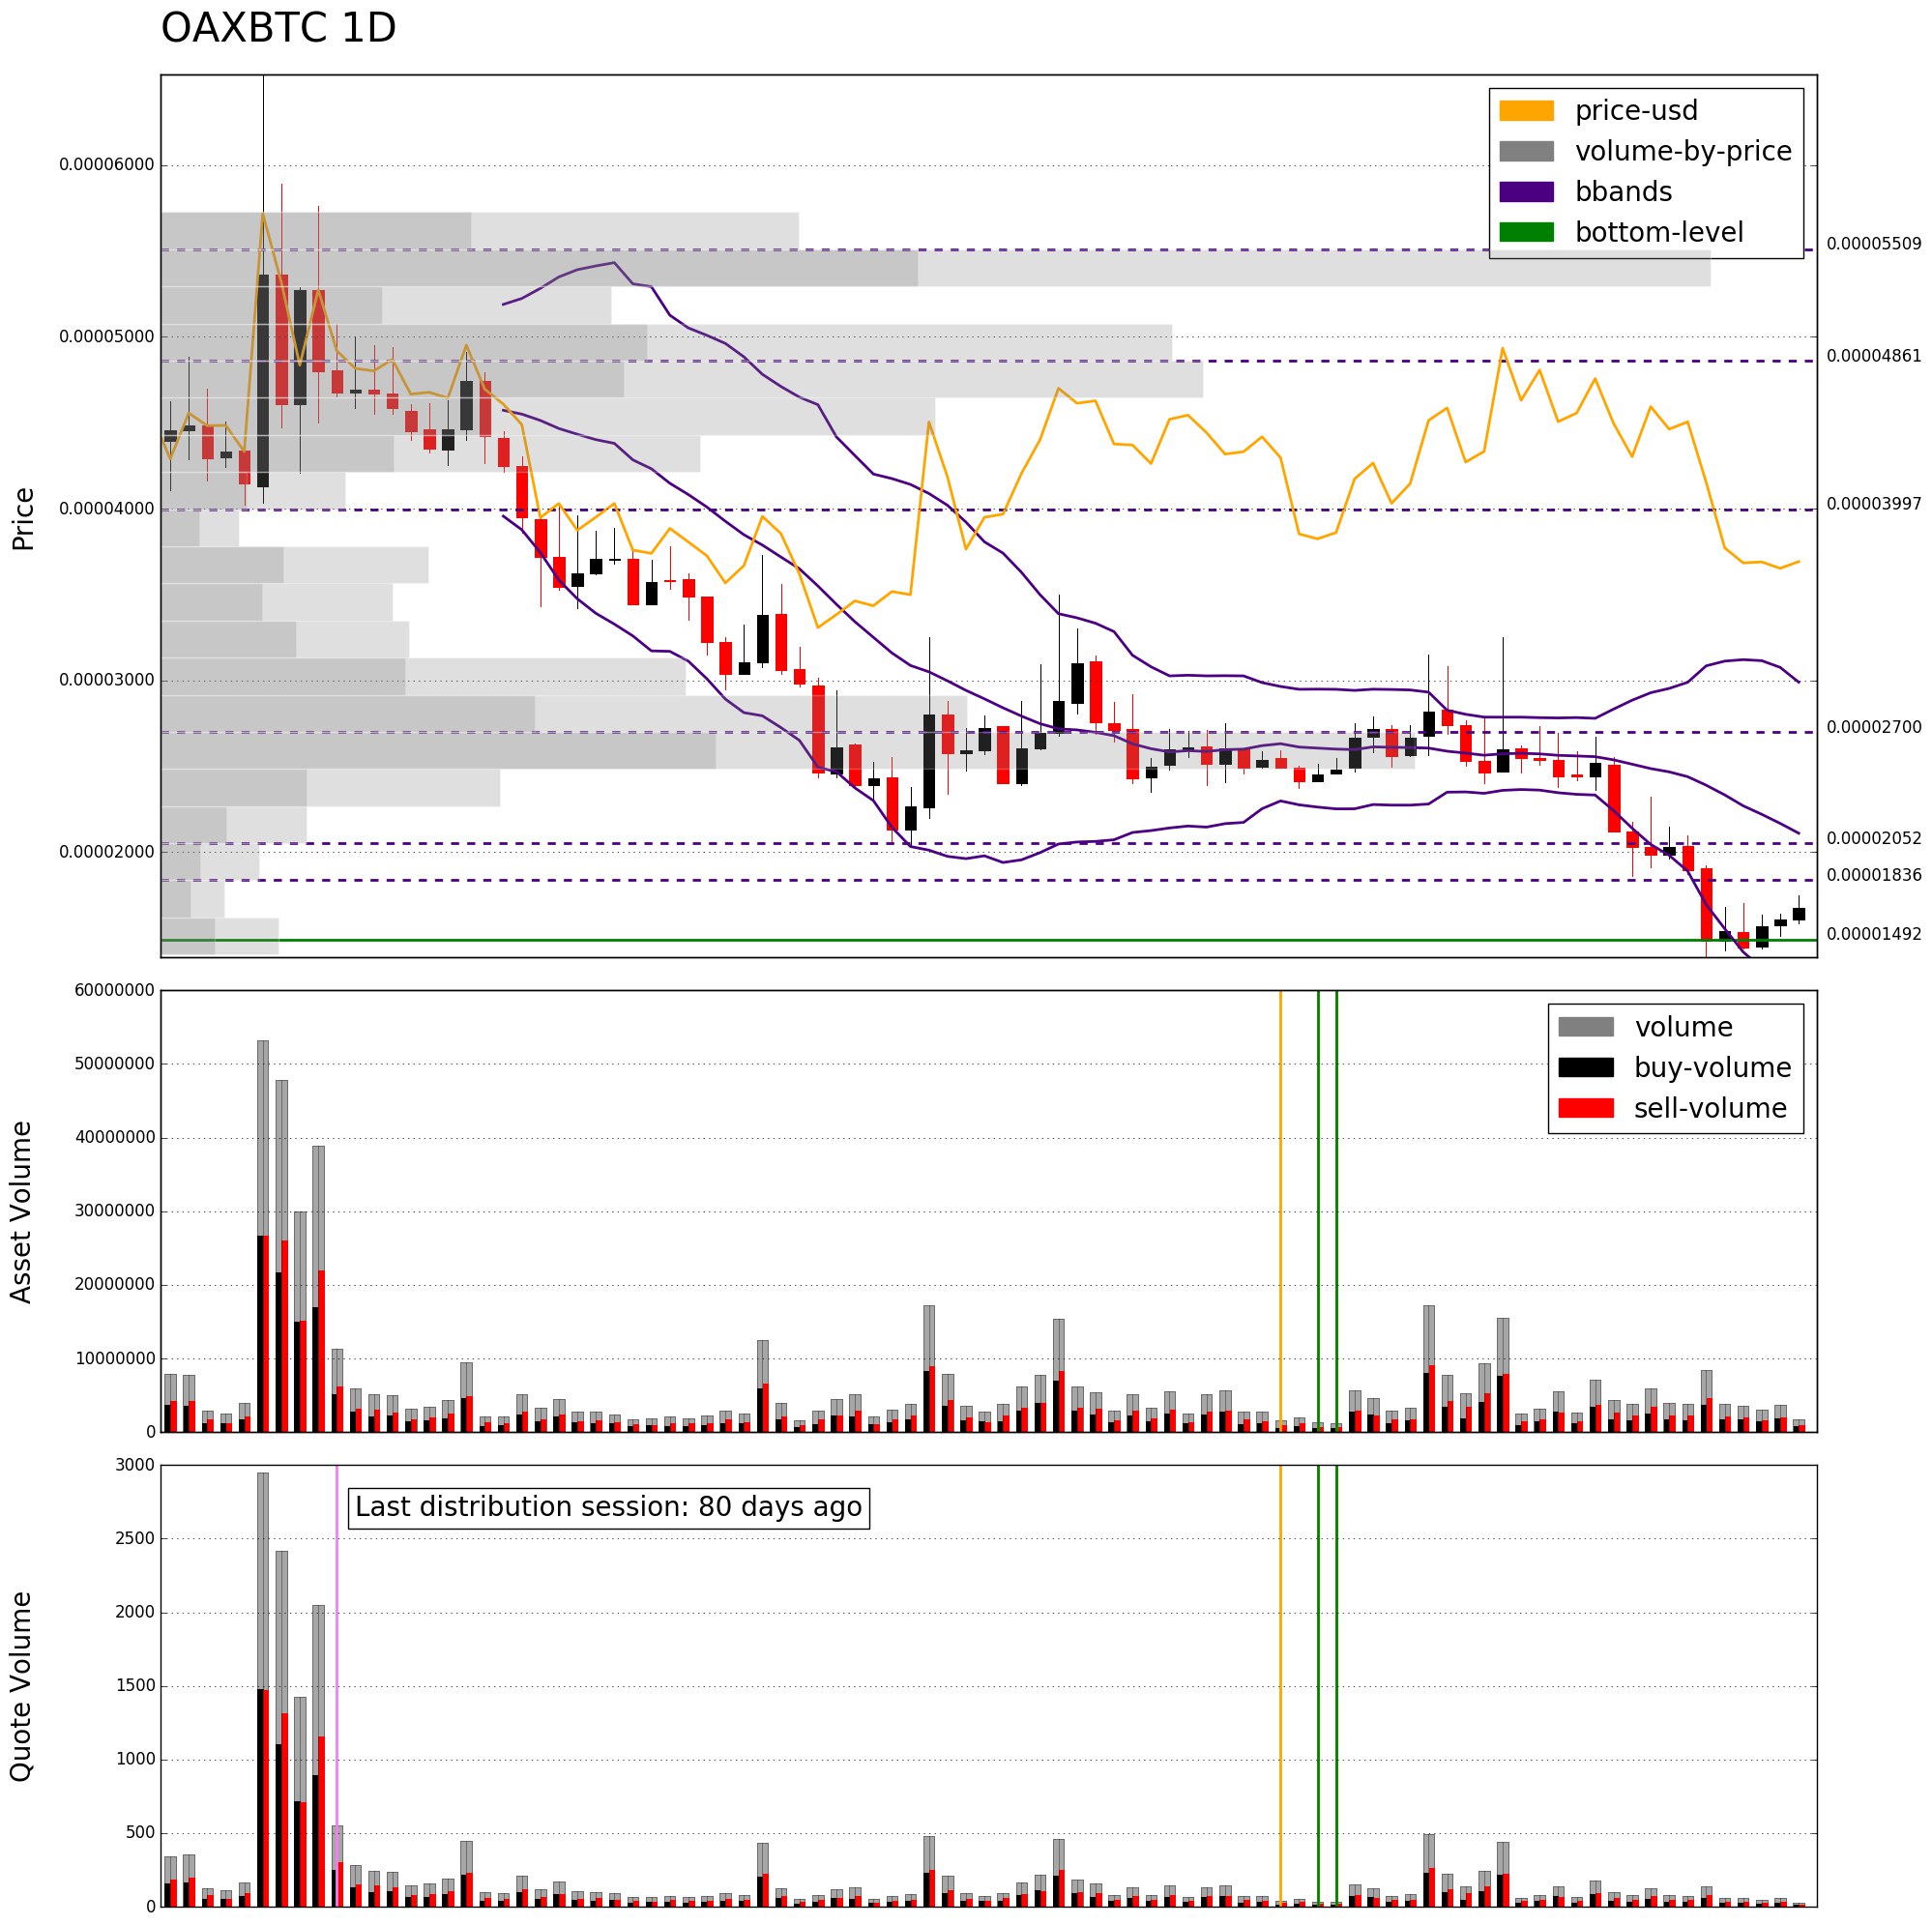 OAXBTC 1D
Price
0.00006000
0.00005000
0.00004000
0.00003000
0.00002000
price-usd
volume-by-price
bbands
bottom-level
0.00005509
0.00004861
0.00003997
0.00002700
0.00002052
0.00001836
0.00001492
Asset Volume
60000000
50000000
40000000
30000000
20000000
10000000
0
volume
buy-volume
sell-volume
Quote Volume
3000
2500
2000
1500
1000
500
0
Last distribution session: 80 days ago